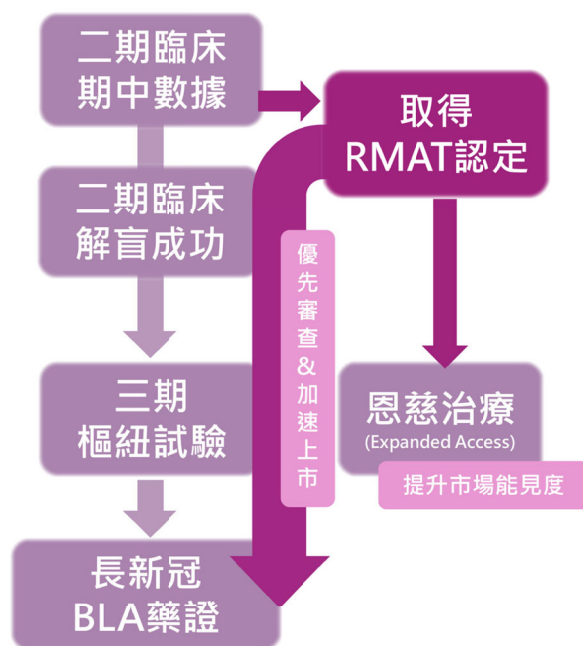 二期臨床
期中數據
取得
RMAT認定
二期臨床
解盲成功
優先審查&加速上市
三期
樞紐試驗
恩慈治療
(Expanded Access)
提升市場能見度
長新冠
BLA藥證